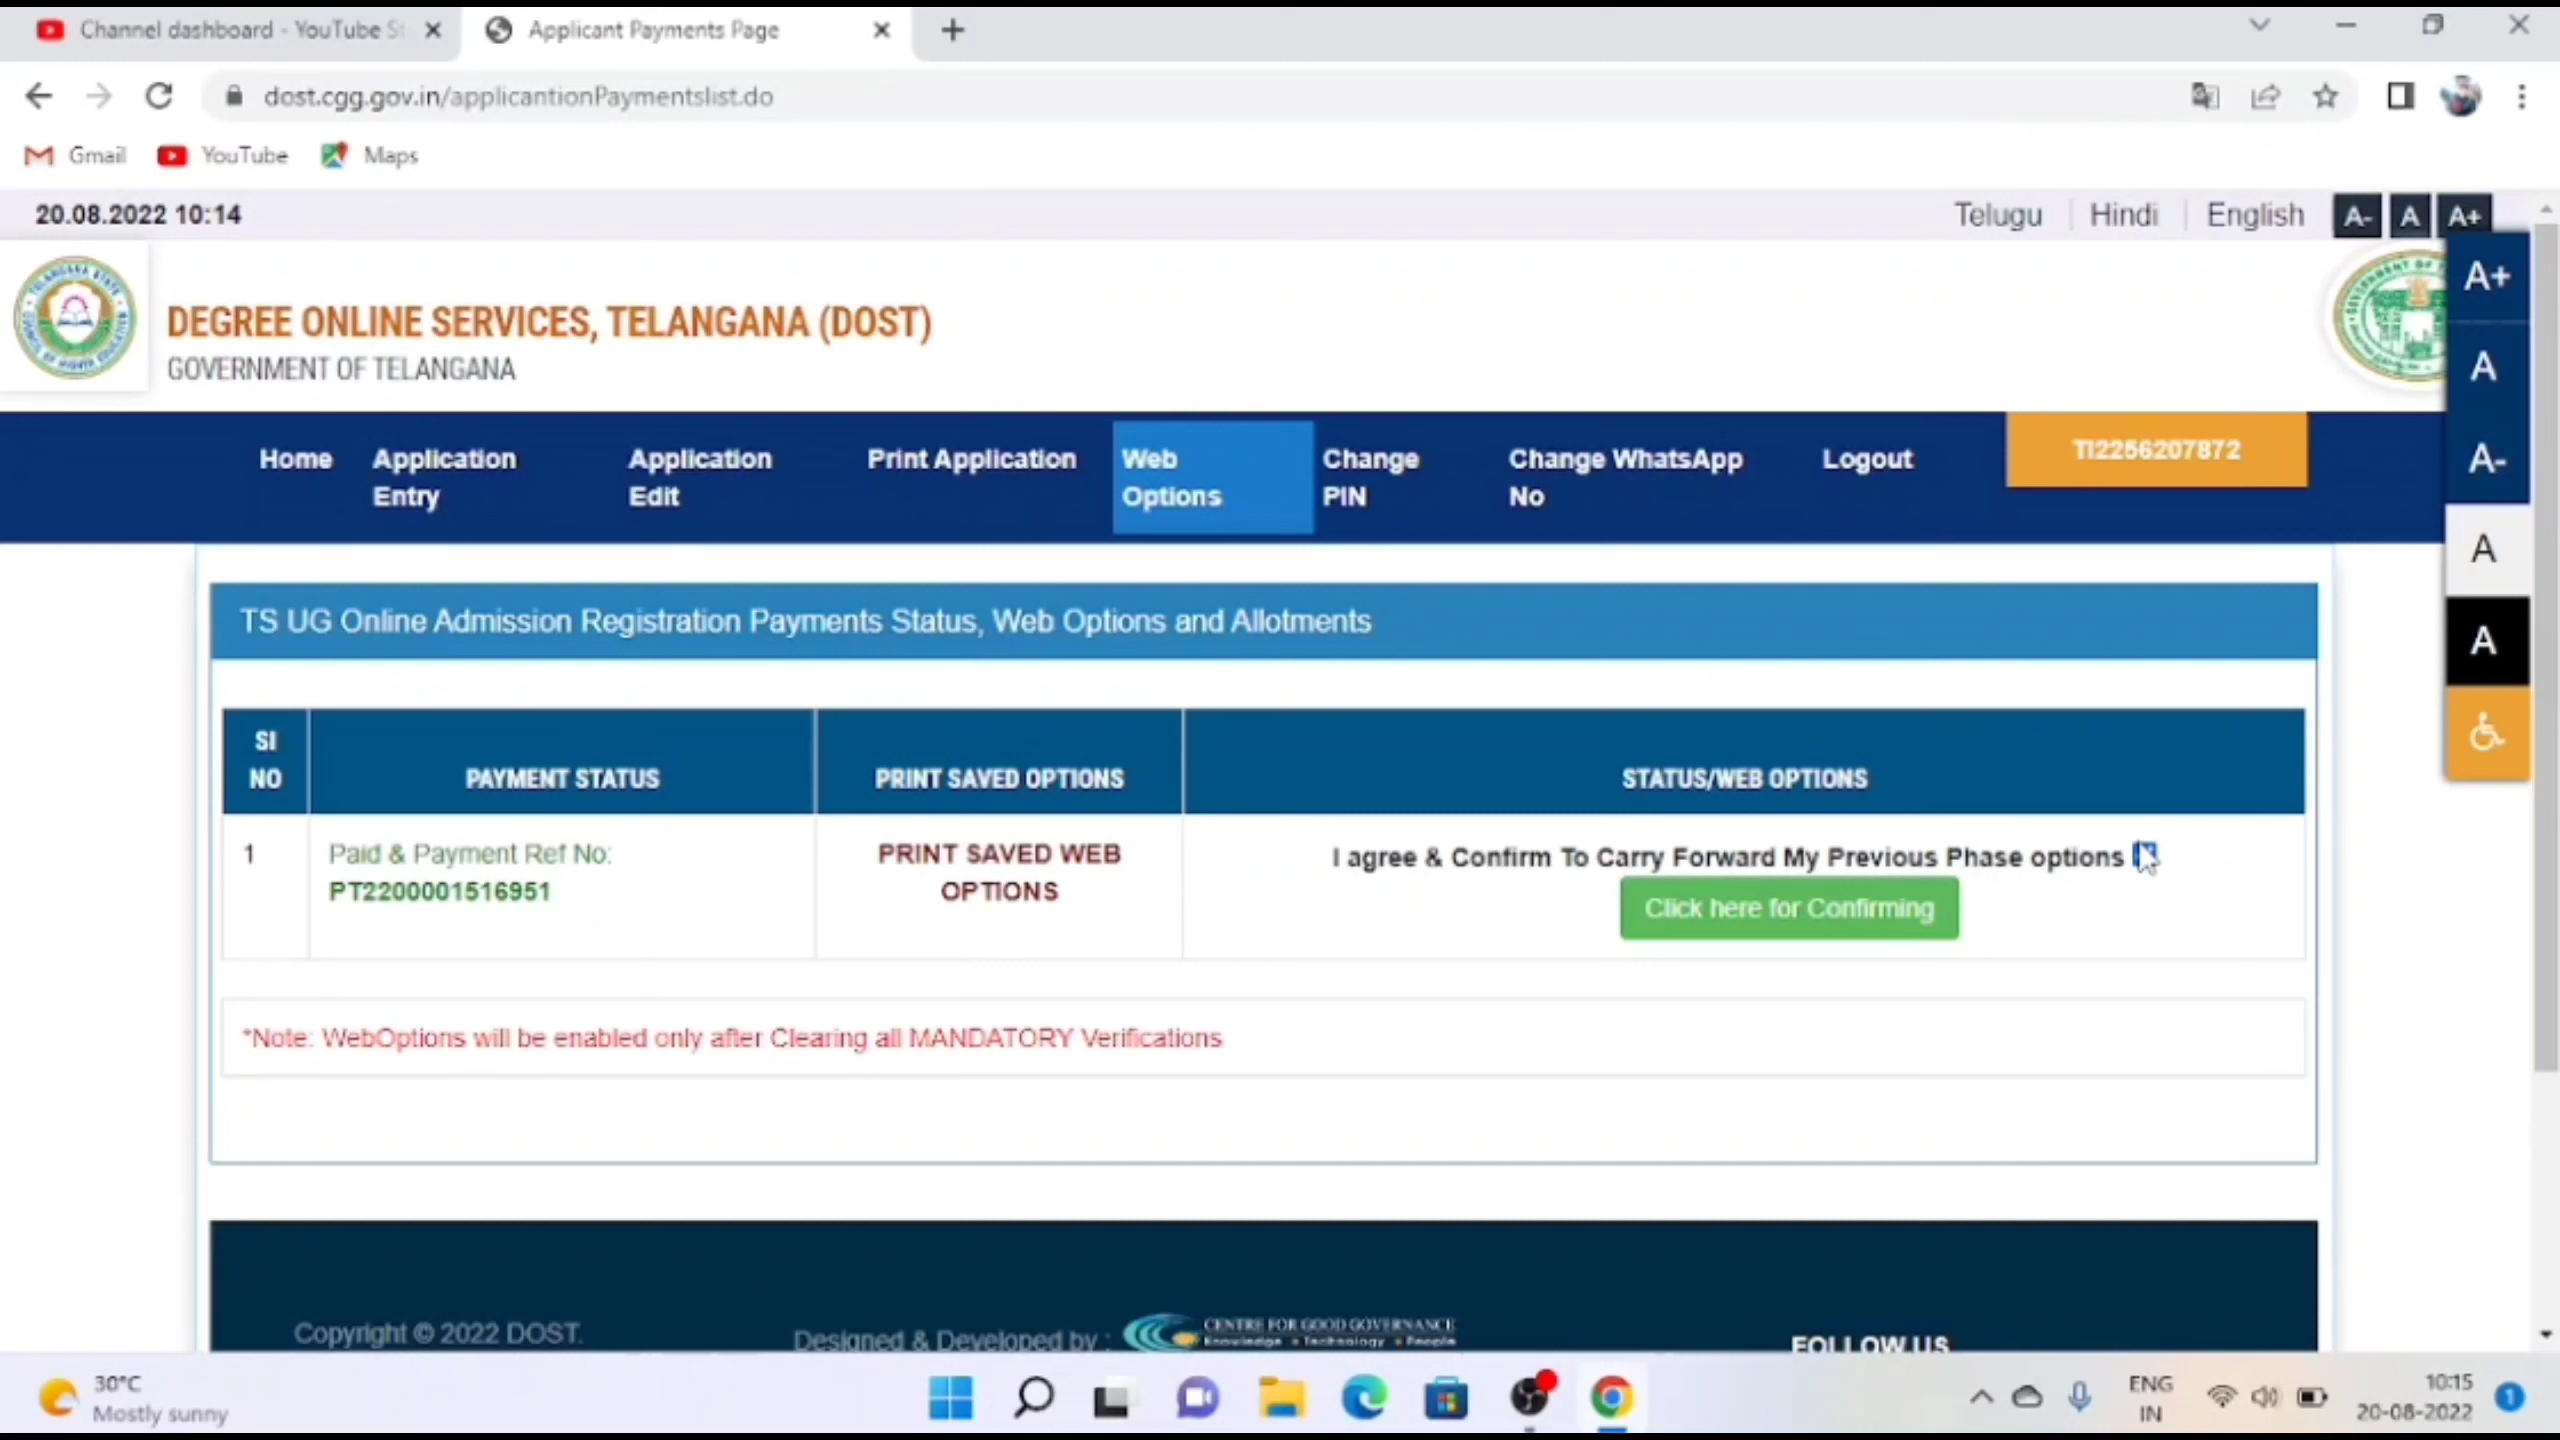 Channel dashboard - YouTube St
Applicant Payments Page
dost.cgg.gov.in/applicantionPaymentslist.do
Gmail YouTube Maps
20.08.2022 10:14
Telugu Hindi English A- A A+
A+
A
A-
A
A
DEGREE ONLINE SERVICES, TELANGANA (DOST)
GOVERNMENT OF TELANGANA
Home Application Entry Application Edit Print Application Web Options Change PIN Change WhatsApp No Logout TI2256207872
TS UG Online Admission Registration Payments Status, Web Options and Allotments
SI NO PAYMENT STATUS PRINT SAVED OPTIONS STATUS/WEB OPTIONS
1 Paid & Payment Ref No: PRINT SAVED WEB I agree & Confirm To Carry Forward My Previous Phase options
PT2200001516951 OPTIONS Click here for Confirming
*Note: WebOptions will be enabled only after Clearing all MANDATORY Verifications
Copyright © 2022 DOST. Designed & Developed by : CENTRE FOR GOOD GOVERNANCE FOLLOW US
Knowledge • Technology • People
30°C
Mostly sunny
ENG
IN
10:15
20-08-2022
1